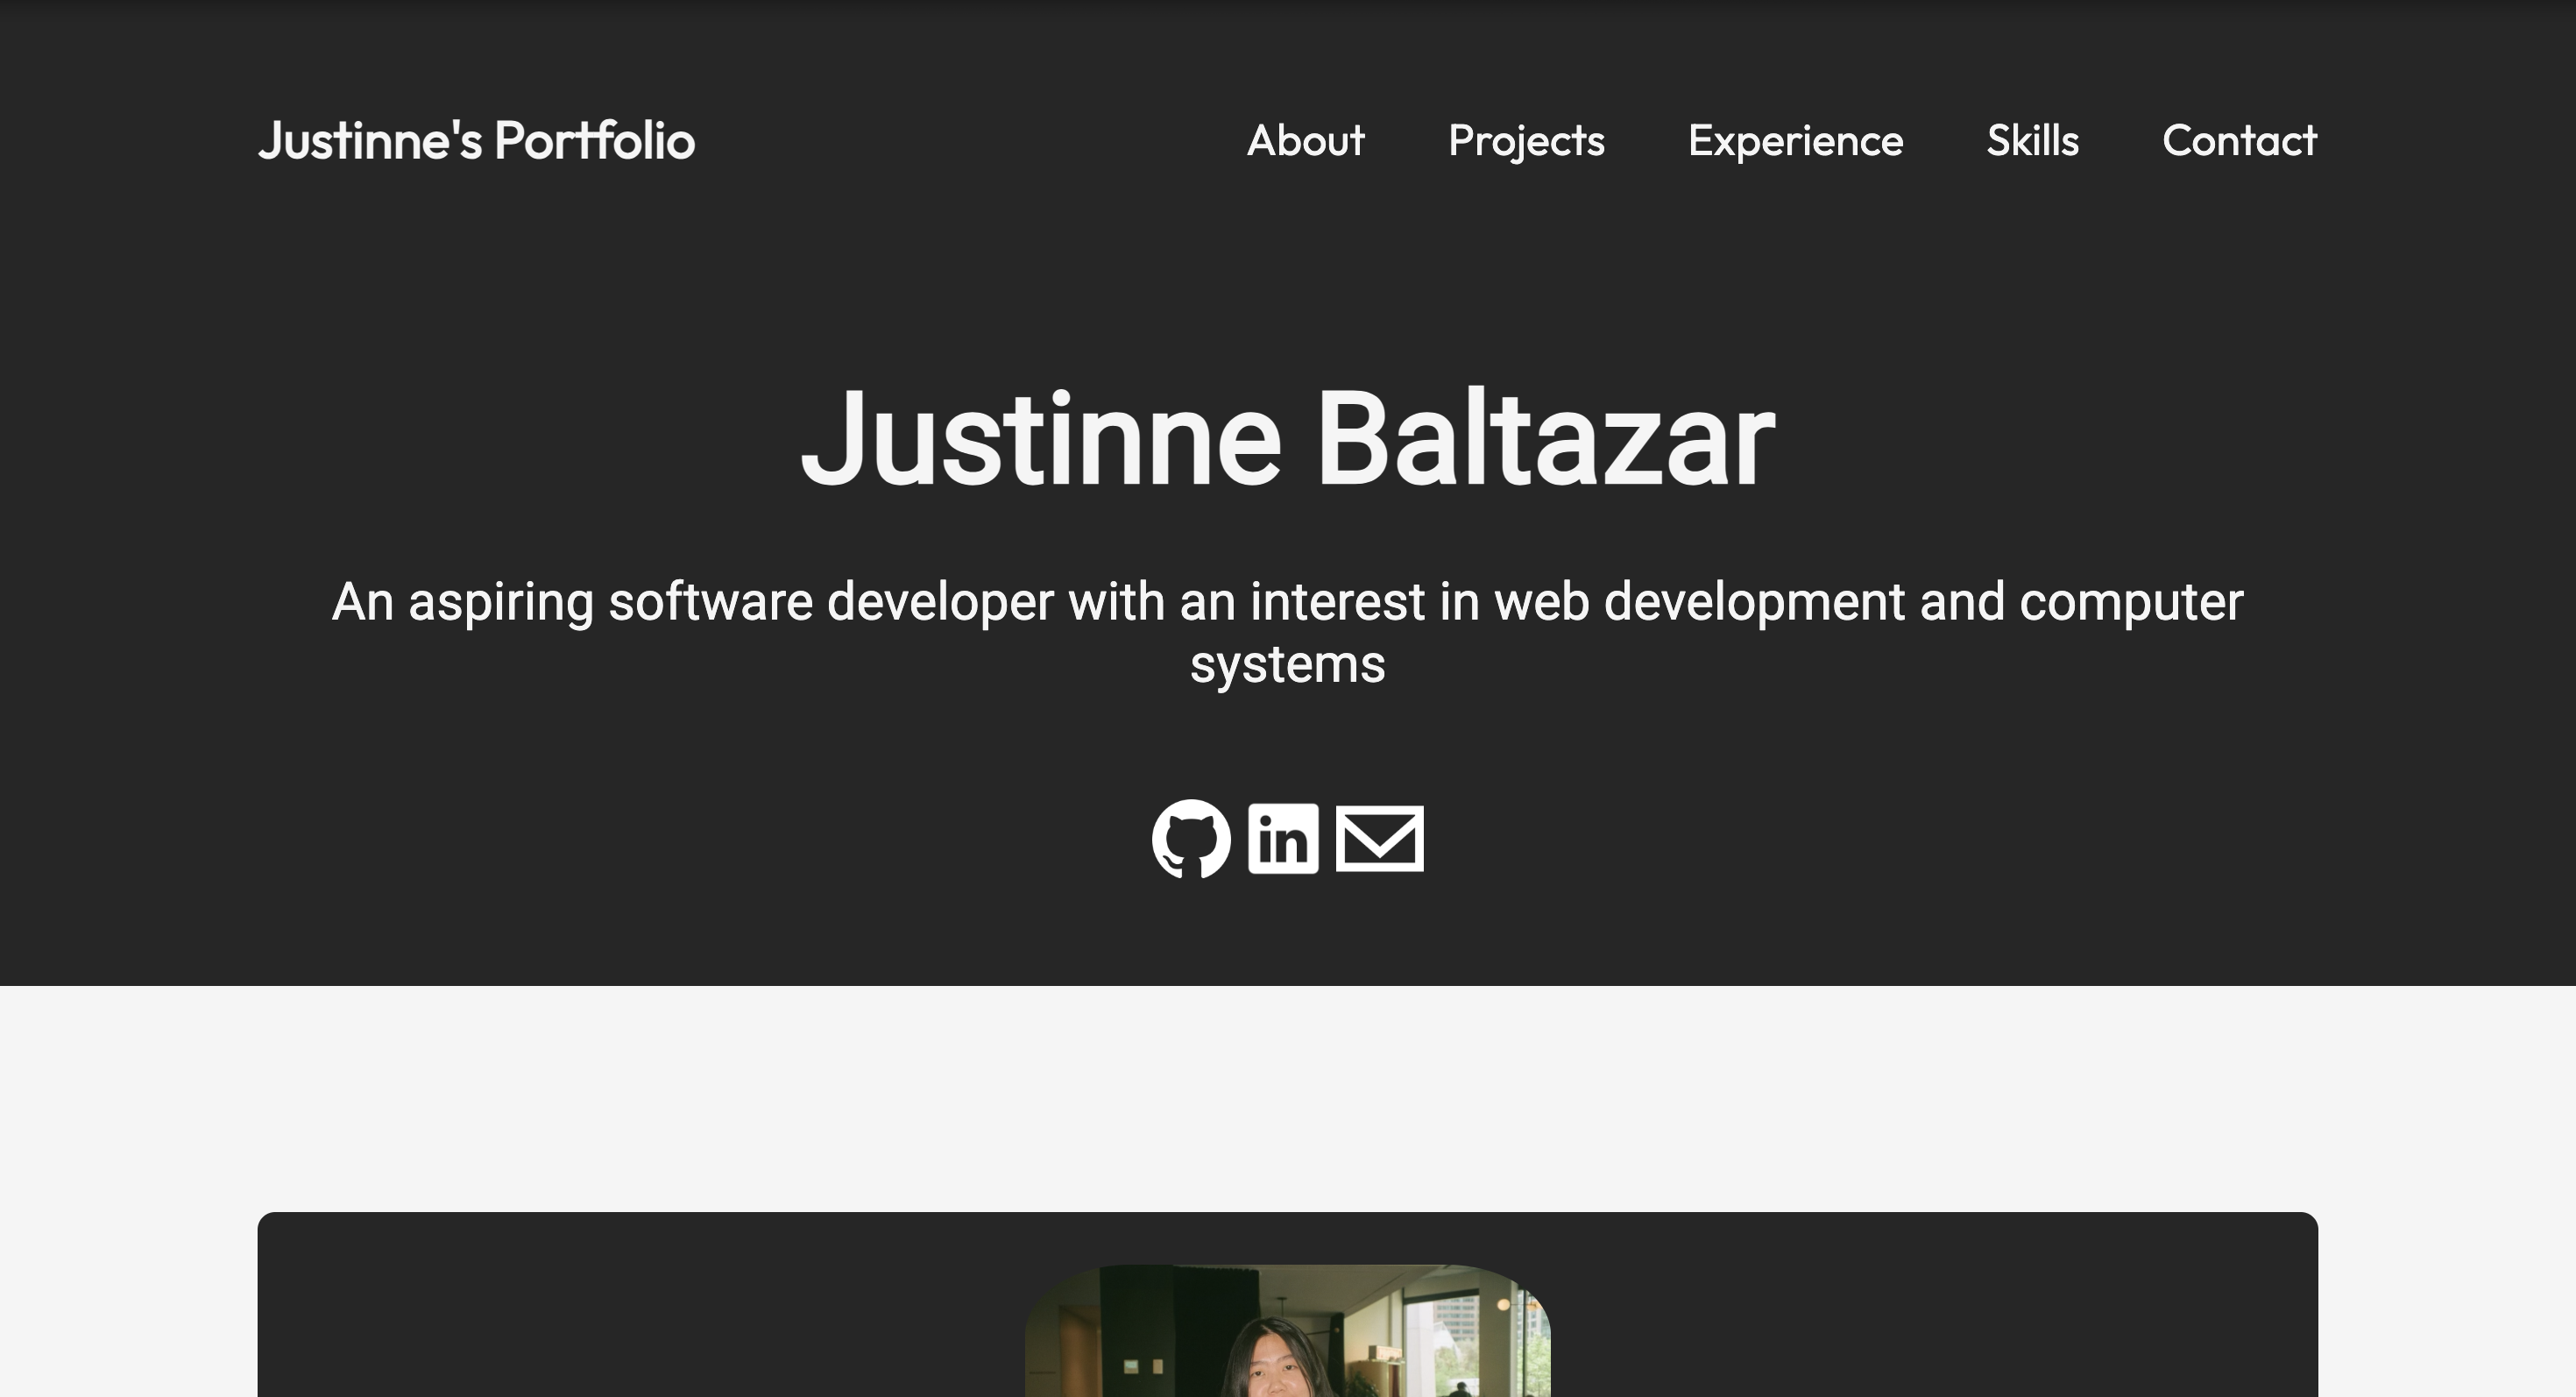 Justinne's Portfolio
About Projects Experience Skills Contact
Justinne Baltazar
An aspiring software developer with an interest in web development and computer
systems
in